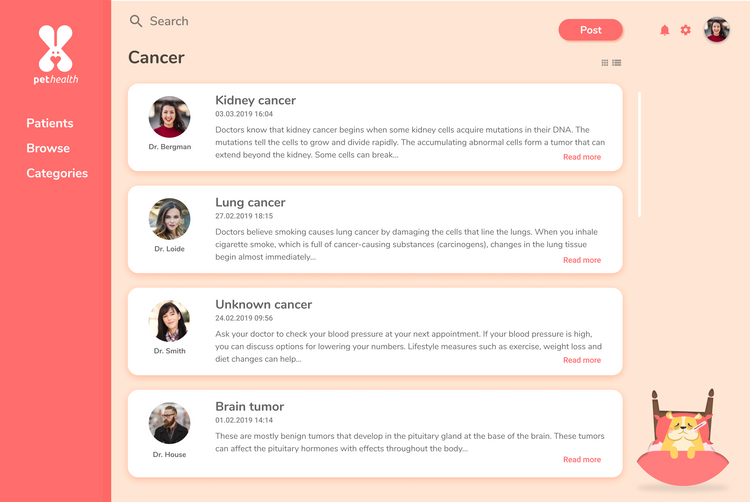 Search
Post
pethealth
Cancer
Patients
Browse
Categories
Kidney cancer
03.03.2019 16:04
Doctors know that kidney cancer begins when some kidney cells acquire mutations in their DNA. The
mutations tell the cells to grow and divide rapidly. The accumulating abnormal cells form a tumor that can
extend beyond the kidney. Some cells can break...
Dr. Bergman
Read more
Lung cancer
27.02.2019 18:15
Doctors believe smoking causes lung cancer by damaging the cells that line the lungs. When you inhale
cigarette smoke, which is full of cancer-causing substances (carcinogens), changes in the lung tissue
begin almost immediately...
Dr. Loide
Read more
Unknown cancer
24.02.2019 09:56
Ask your doctor to check your blood pressure at your next appointment. If your blood pressure is high,
you can discuss options for lowering your numbers. Lifestyle measures such as exercise, weight loss and
diet changes can help...
Dr. Smith
Read more
Brain tumor
01.02.2019 14:14
These are mostly benign tumors that develop in the pituitary gland at the base of the brain. These tumors
can affect the pituitary hormones with effects throughout the body...
Dr. House
Read more